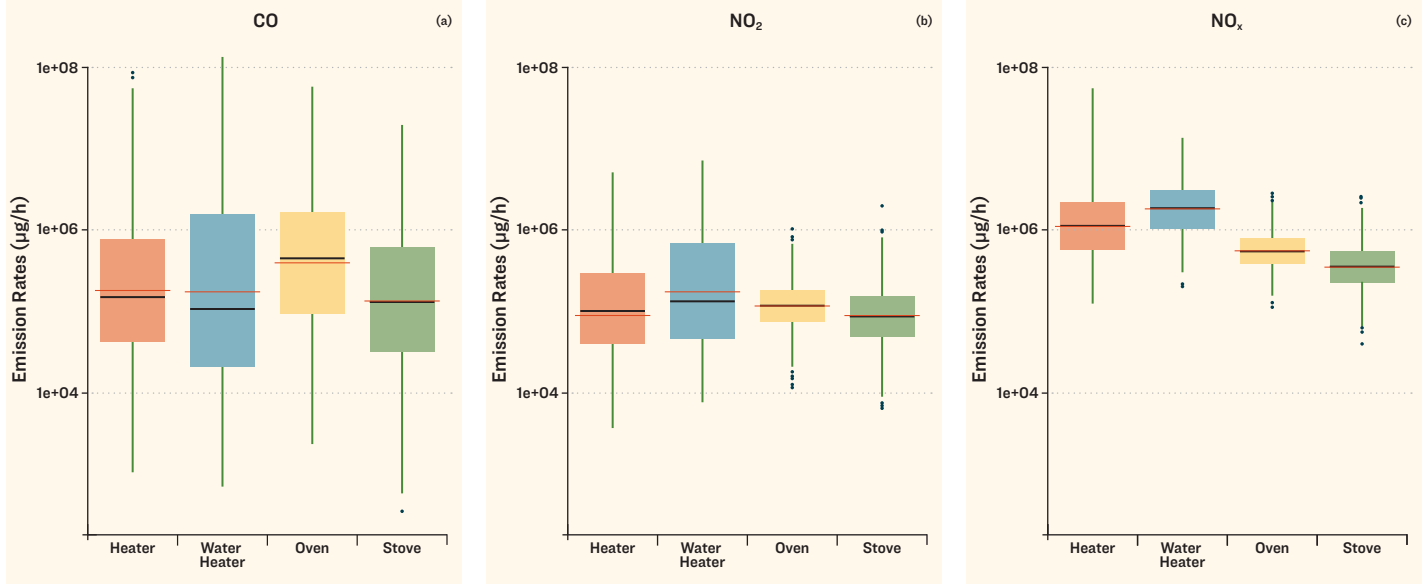 CO
(a)
1e+08
1e+06
1e+04
Emission Rates (µg/h)
Heater
Water
Heater
Oven
Stove
NO₂
(b)
1e+08
1e+06
1e+04
Emission Rates (µg/h)
Heater
Water
Heater
Oven
Stove
NOₓ
(c)
1e+08
1e+06
1e+04
Emission Rates (µg/h)
Heater
Water
Heater
Oven
Stove